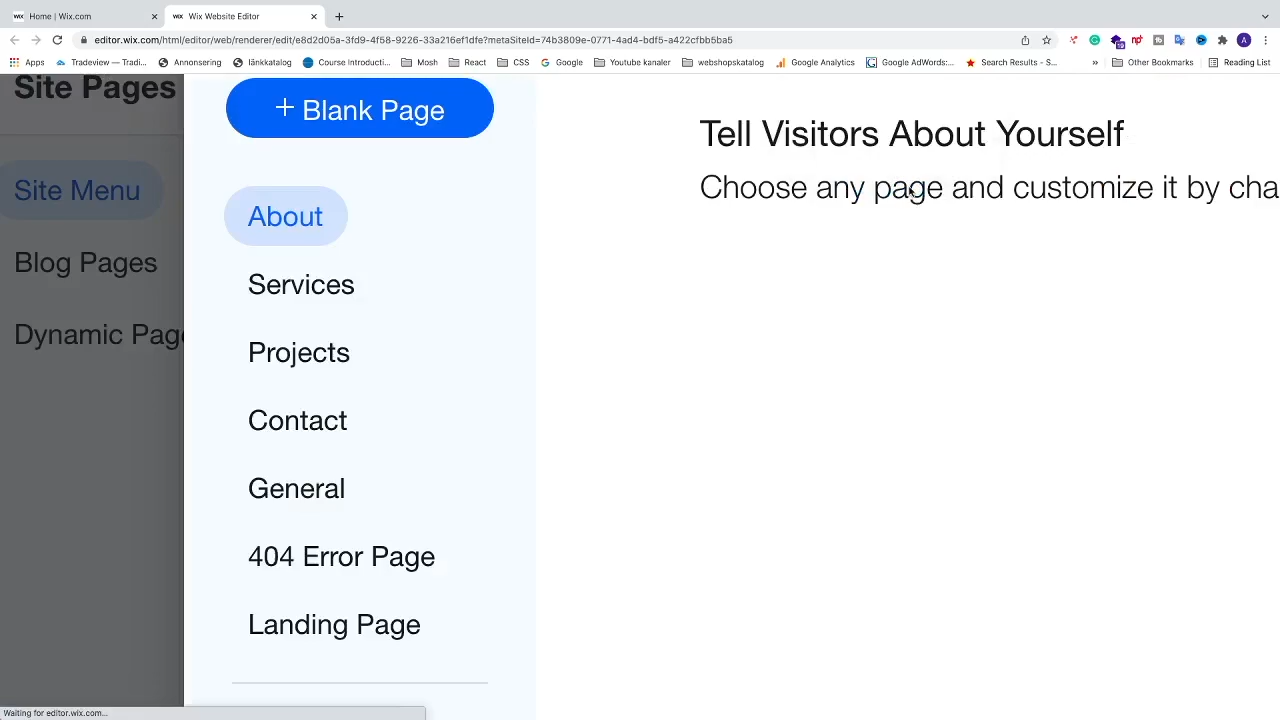 Home | Wix.com
Wix Website Editor
editor.wix.com/html/editor/web/renderer/edit/e8d2d05a-3fd9-4f58-9226-33a216ef1dfe?metaSiteId=74b3809e-0771-4ad4-bdf5-a422cfbb5ba5
Apps
Tradeview — Tradi...
Annonsering
länkkatalog
Course Introducti...
Mosh
React
CSS
Google
Youtube kanaler
webshopskatalog
Google Analytics
Google AdWords:...
Search Results - S...
»
Other Bookmarks
Reading List
Site Pages
Site Menu
Blog Pages
Dynamic Page
+ Blank Page
About
Services
Projects
Contact
General
404 Error Page
Landing Page
Tell Visitors About Yourself
Choose any page and customize it by cha
Waiting for editor.wix.com...